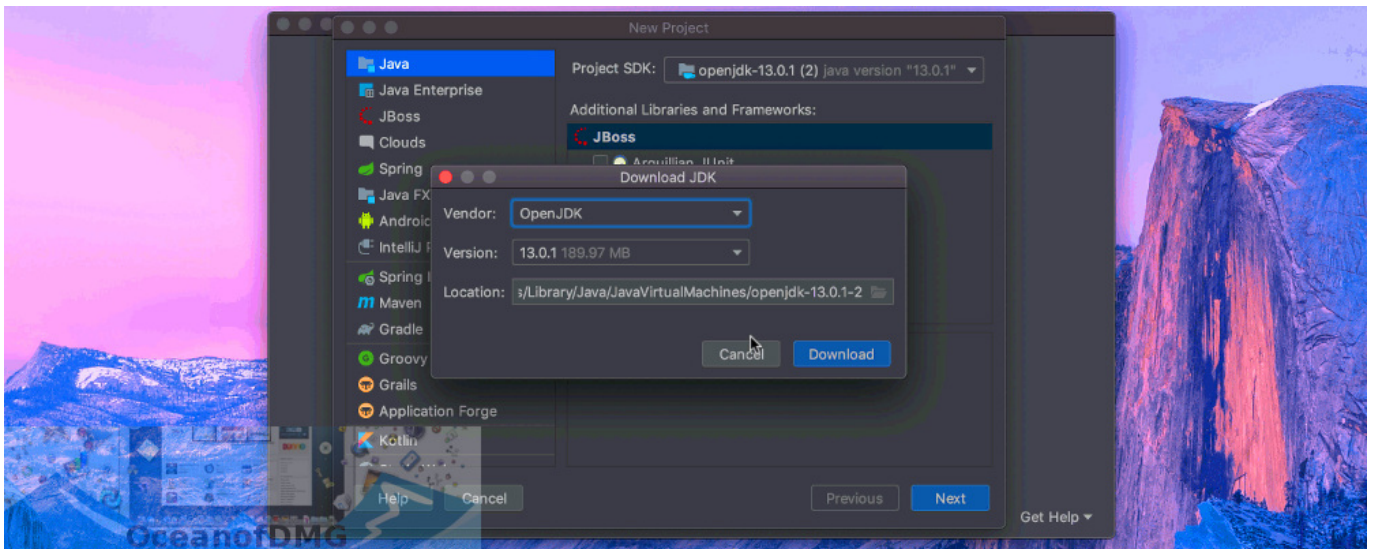 New Project
Java
Java Enterprise
JBoss
Clouds
Spring
Java FX
Android
IntelliJ
Spring
Maven
Gradle
Groovy
Grails
Application Forge
Kotlin
Project SDK: openjdk-13.0.1 (2) java version "13.0.1"
Additional Libraries and Frameworks:
JBoss
Arquillian JUnit
Download JDK
Vendor: OpenJDK
Version: 13.0.1 189.97 MB
Location: s/Library/Java/JavaVirtualMachines/openjdk-13.0.1-2
Cancel Download
Help Cancel Previous Next
Get Help
OceanofDMG